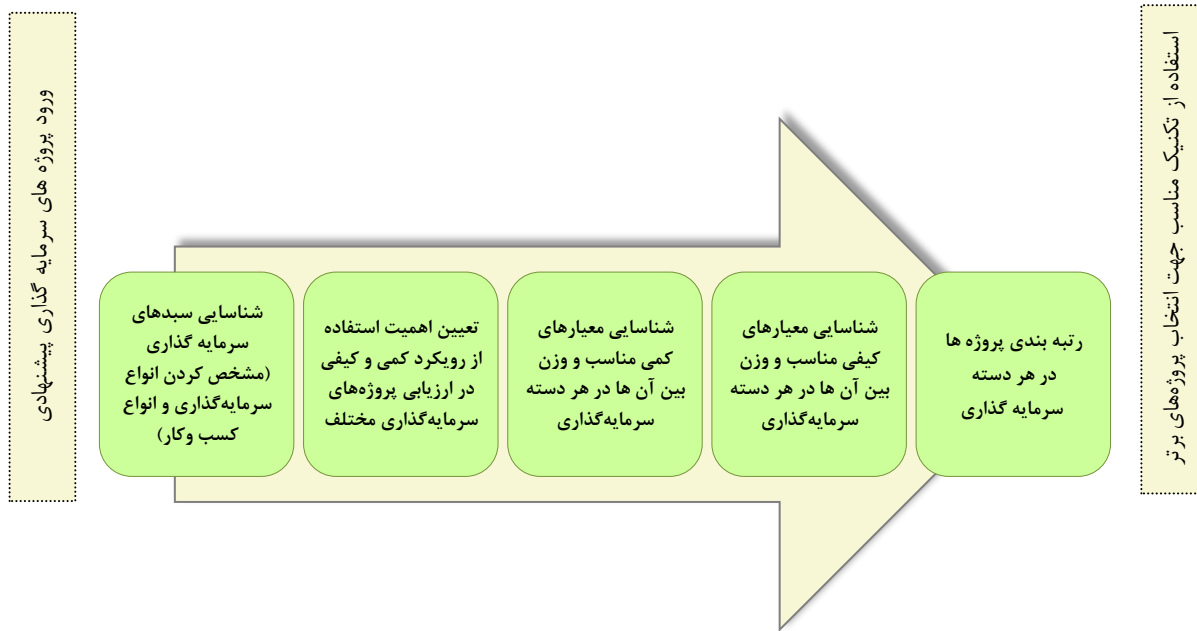 ورود پروژه های سرمایه گذاری پیشنهادی
شناسایی سبدهای
سرمایه گذاری
(مشخص کردن انواع
سرمایه‌گذاری و انواع
کسب وکار)
تعیین اهمیت استفاده
از رویکرد کمی و کیفی
در ارزیابی پروژه‌های
سرمایه‌گذاری مختلف
شناسایی معیارهای
کمی مناسب و وزن
بین آن ها در هر دسته
سرمایه‌گذاری
شناسایی معیارهای
کیفی مناسب و وزن
بین آن ها در هر دسته
سرمایه‌گذاری
رتبه بندی پروژه ها
در هر دسته
سرمایه گذاری
استفاده از تکنیک مناسب جهت انتخاب پروژه‌های برتر